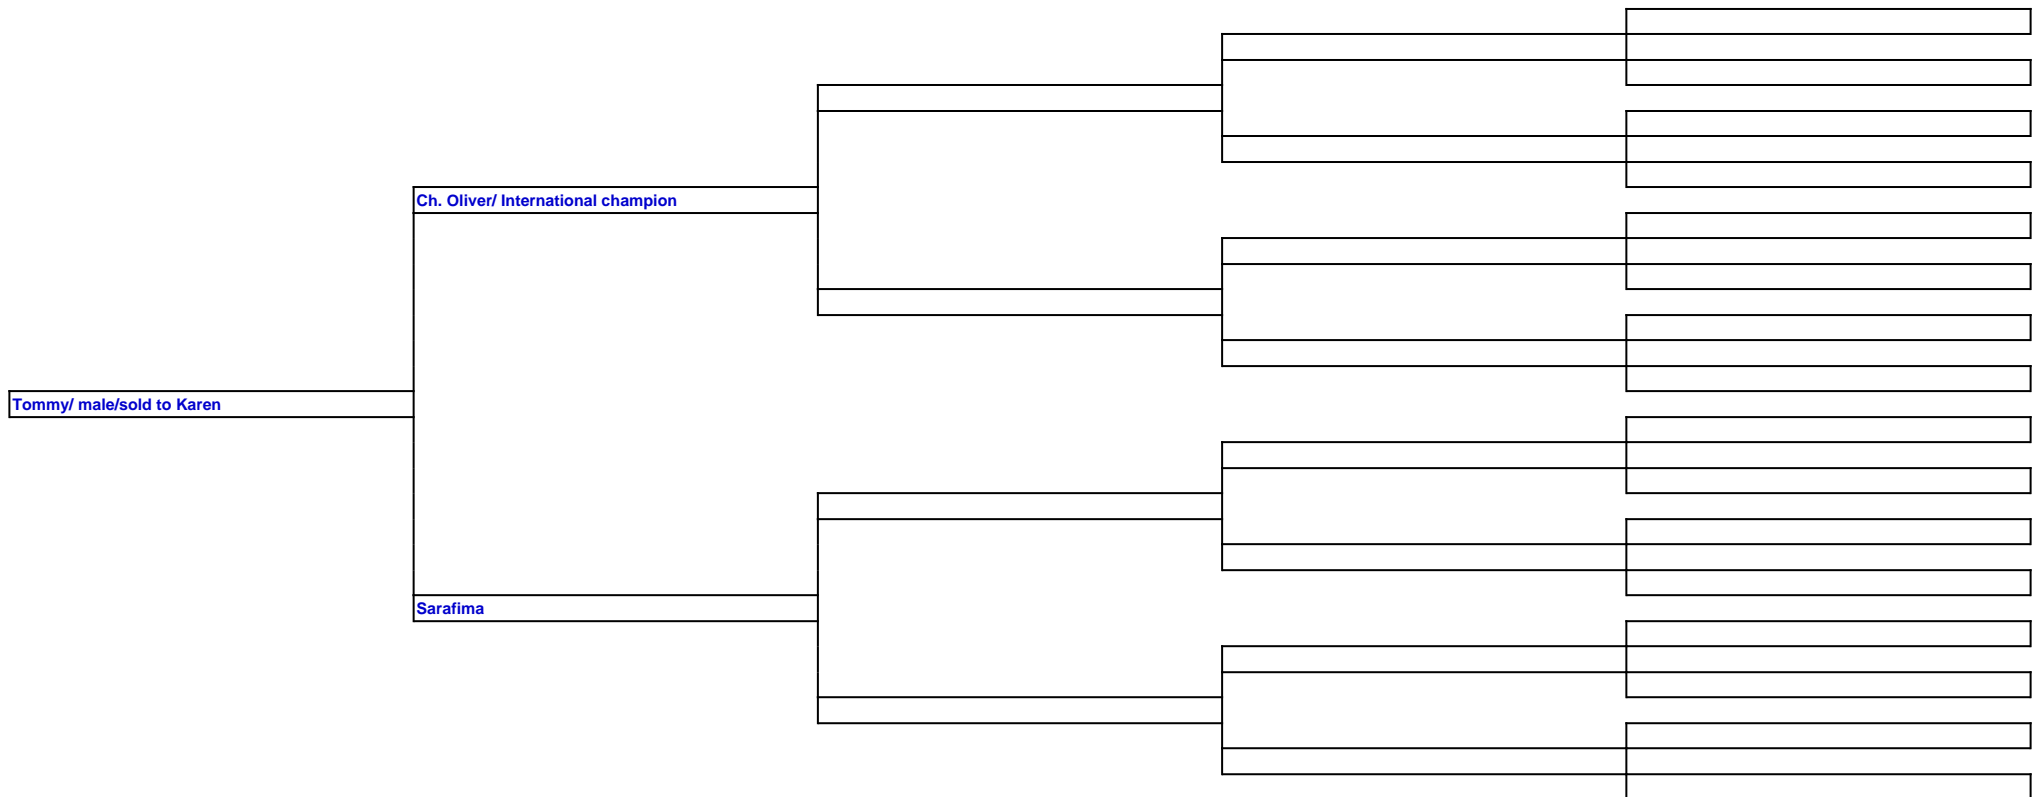 Ch. Oliver/ International champion
Tommy/ male/sold to Karen
Sarafima